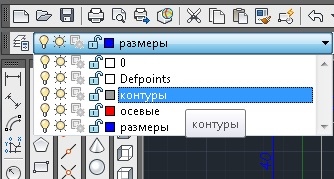 размеры
0
Defpoints
контуры
осевые
размеры
контуры